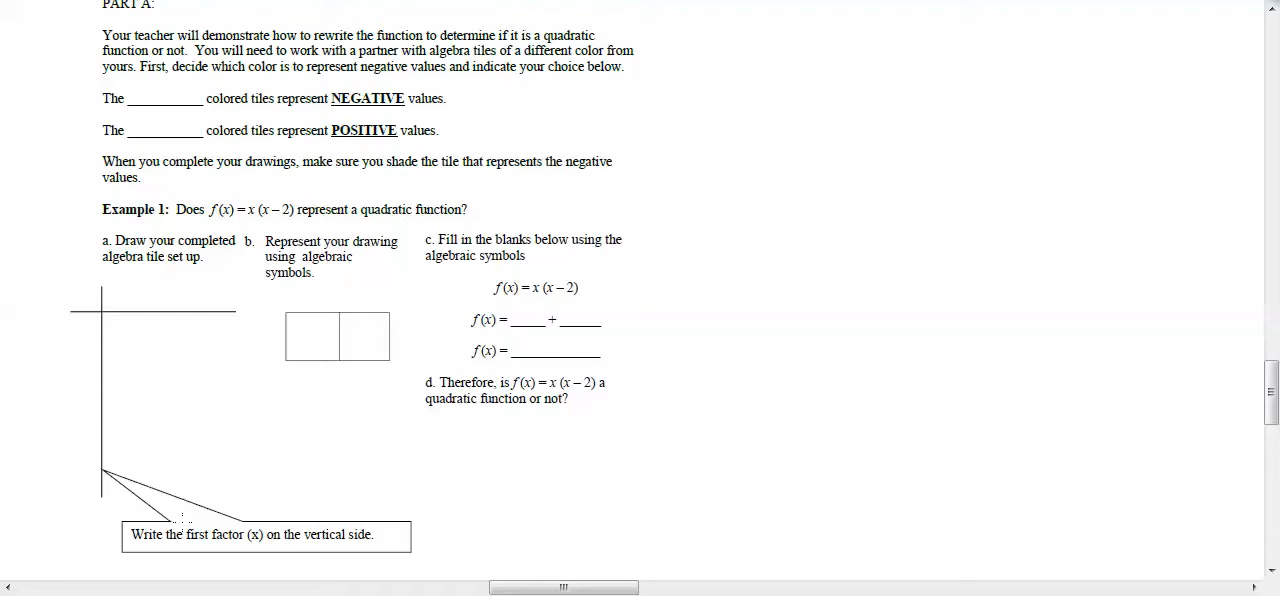 PART A:
Your teacher will demonstrate how to rewrite the function to determine if it is a quadratic
function or not. You will need to work with a partner with algebra tiles of a different color from
yours. First, decide which color is to represent negative values and indicate your choice below.
The ___________ colored tiles represent NEGATIVE values.
The ___________ colored tiles represent POSITIVE values.
When you complete your drawings, make sure you shade the tile that represents the negative
values.
Example 1: Does f (x) = x (x – 2) represent a quadratic function?
a. Draw your completed
algebra tile set up.
b. Represent your drawing
using algebraic
symbols.
c. Fill in the blanks below using the
algebraic symbols
f (x) = x (x – 2)
f (x) = _____ + ______
f (x) = _____________
d. Therefore, is f (x) = x (x – 2) a
quadratic function or not?
Write the first factor (x) on the vertical side.